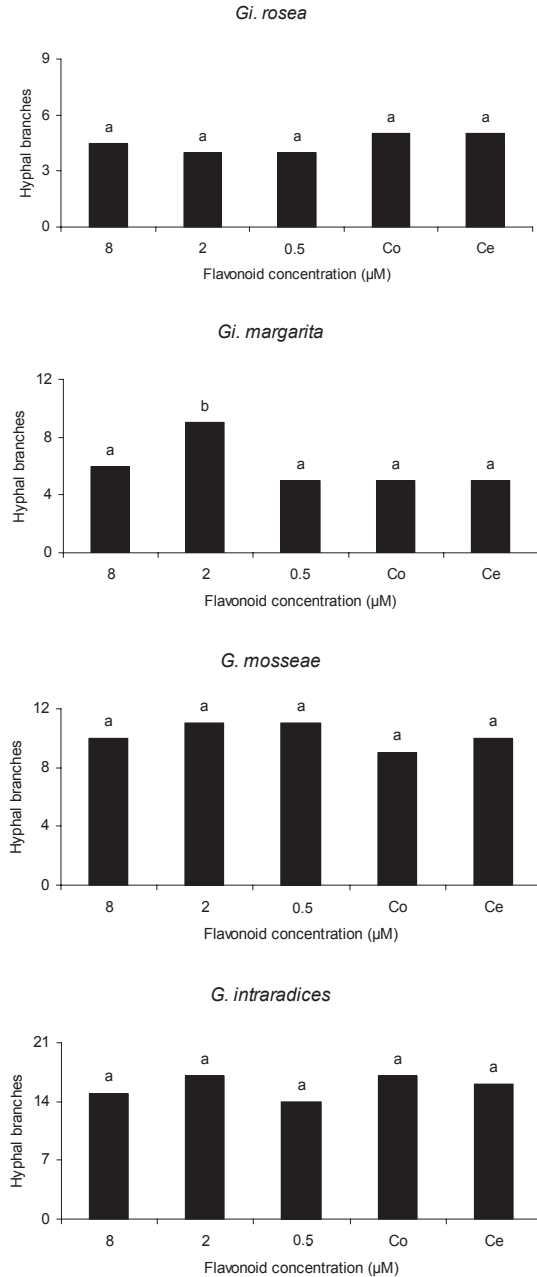 Gi. rosea
9
6
3
0
Hyphal branches
a a a a a
8 2 0.5 Co Ce
Flavonoid concentration (µM)
Gi. margarita
12
8
4
0
Hyphal branches
a b a a a
8 2 0.5 Co Ce
Flavonoid concentration (µM)
G. mosseae
12
8
4
0
Hyphal branches
a a a a a
8 2 0.5 Co Ce
Flavonoid concentration (µM)
G. intraradices
21
14
7
0
Hyphal branches
a a a a a
8 2 0.5 Co Ce
Flavonoid concentration (µM)